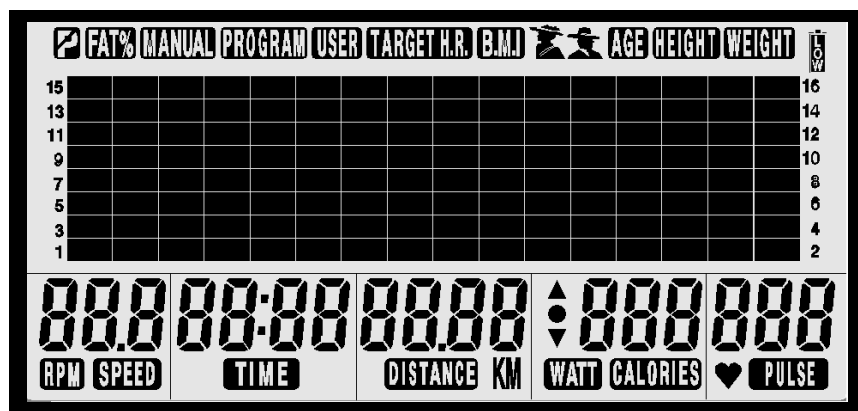 P FAT% MANUAL PROGRAM USER TARGET H.R. B.M.I AGE HEIGHT WEIGHT LOW
15 16
13 14
11 12
9 10
7 8
5 6
3 4
1 2
88.8 88:88 88.88 888 888
RPM SPEED TIME DISTANCE KM WATT CALORIES PULSE